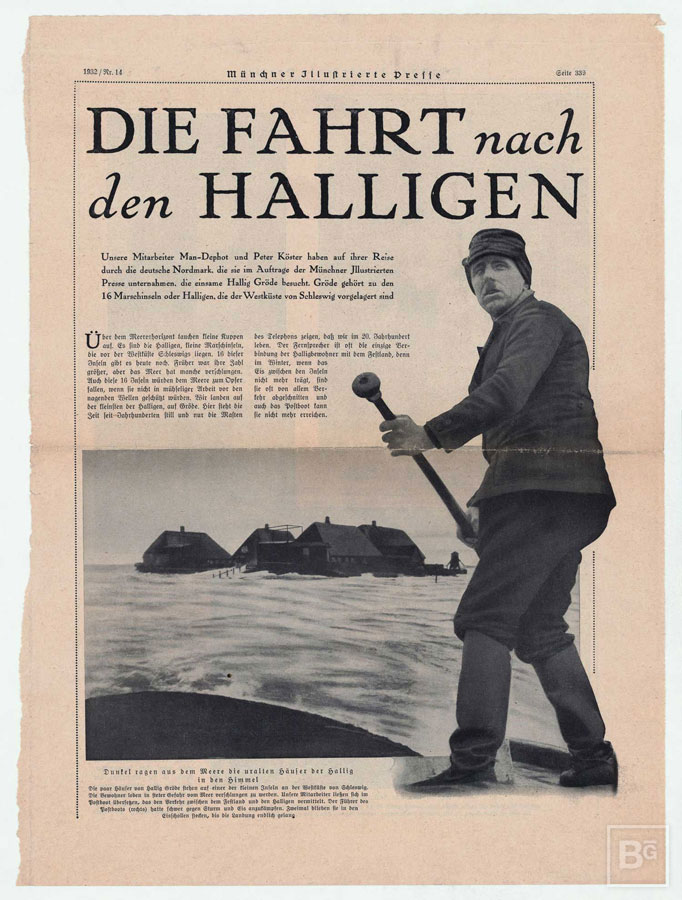 1932 / Nr. 14
Münchner Illustrierte Presse
Seite 333
DIE FAHRT nach
den HALLIGEN
Unsere Mitarbeiter Man-Dephot und Peter Köster haben auf ihrer Reise
durch die deutsche Nordmark, die sie im Auftrage der Münchner Jllustrierten
Presse unternahmen, die einsame Hallig Gröde besucht. Gröde gehört zu den
16 Marschinseln oder Halligen, die der Westküste von Schleswig vorgelagert sind
Über dem Meereshorizont tauchen kleine Kuppen
auf. Es sind die Halligen, kleine Marschinseln,
die vor der Westküste Schleswigs liegen. 16 dieser
Inseln gibt es heute noch. Früher war ihre Zahl
größer, aber das Meer hat manche verschlungen.
Auch diese 16 Inseln würden dem Meere zum Opfer
fallen, wenn sie nicht in mühseliger Arbeit vor den
nagenden Wellen geschützt würden. Wir landen auf
der kleinsten der Halligen, auf Gröde. Hier steht die
Zeit seit Jahrhunderten still und nur die Masten
des Telephons zeigen, daß wir im 20. Jahrhundert
leben. Der Fernsprecher ist oft die einzige Ver-
bindung der Halligbewohner mit dem Festland, denn
im Winter, wenn das
Eis zwischen den Inseln
nicht mehr trägt, sind
sie oft von allem Ver-
kehr abgeschnitten und
auch das Postboot kann
sie nicht mehr erreichen.
Dunkel ragen aus dem Meere die uralten Häuser der Hallig
in den Himmel
Die paar Häuser von Hallig Gröde stehen auf einer der kleinen Inseln an der Westküste von Schleswig.
Die Bewohner leben in steter Gefahr vom Meer verschlungen zu werden. Unsere Mitarbeiter ließen sich im
Postboot übersetzen, das den Verkehr zwischen dem Festland und den Halligen vermittelt. Der Führer des
Postboots (rechts) hatte schwer gegen Sturm und Eis anzukämpfen. Zweimal blieben sie in den
Eisschollen stecken, bis die Landung endlich gelang
BG